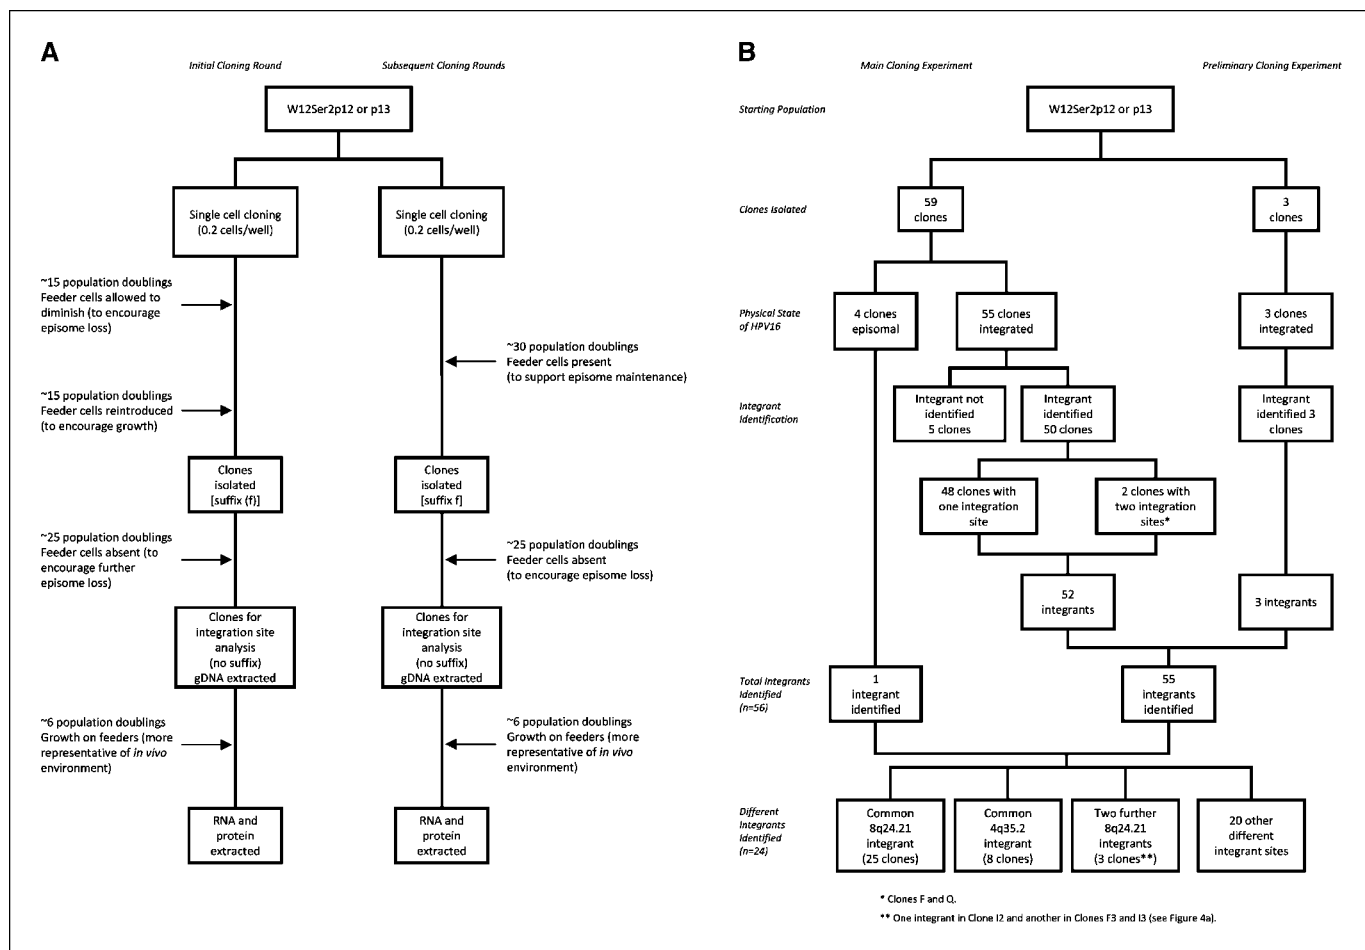 A
Initial Cloning Round
Subsequent Cloning Rounds
W12Ser2p12 or p13
Single cell cloning
(0.2 cells/well)
Single cell cloning
(0.2 cells/well)
~15 population doublings
Feeder cells allowed to
diminish (to encourage
episome loss)
~30 population doublings
Feeder cells present
(to support episome maintenance)
~15 population doublings
Feeder cells reintroduced
(to encourage growth)
Clones
isolated
[suffix (f)]
Clones
isolated
[suffix f]
~25 population doublings
Feeder cells absent (to
encourage further
episome loss)
~25 population doublings
Feeder cells absent
(to encourage episome loss)
Clones for
integration site
analysis
(no suffix)
gDNA extracted
Clones for
integration site
analysis
(no suffix)
gDNA extracted
~6 population doublings
Growth on feeders (more
representative of in vivo
environment)
~6 population doublings
Growth on feeders (more
representative of in vivo
environment)
RNA and
protein
extracted
RNA and
protein
extracted
B
Main Cloning Experiment
Preliminary Cloning Experiment
Starting Population
W12Ser2p12 or p13
Clones Isolated
59
clones
3
clones
Physical State
of HPV16
4 clones
episomal
55 clones
integrated
3 clones
integrated
Integrant
Identification
Integrant not
identified
5 clones
Integrant
identified
50 clones
Integrant
identified 3
clones
48 clones with
one integration
site
2 clones with
two integration
sites*
52
integrants
3 integrants
Total Integrants
Identified
(n=56)
1
integrant
identified
55
integrants
identified
Different
Integrants
Identified
(n=24)
Common
8q24.21
integrant
(25 clones)
Common
4q35.2
integrant
(8 clones)
Two further
8q24.21
integrants
(3 clones**)
20 other
different
integrant sites
* Clones F and Q.
** One integrant in Clone I2 and another in Clones F3 and I3 (see Figure 4a).